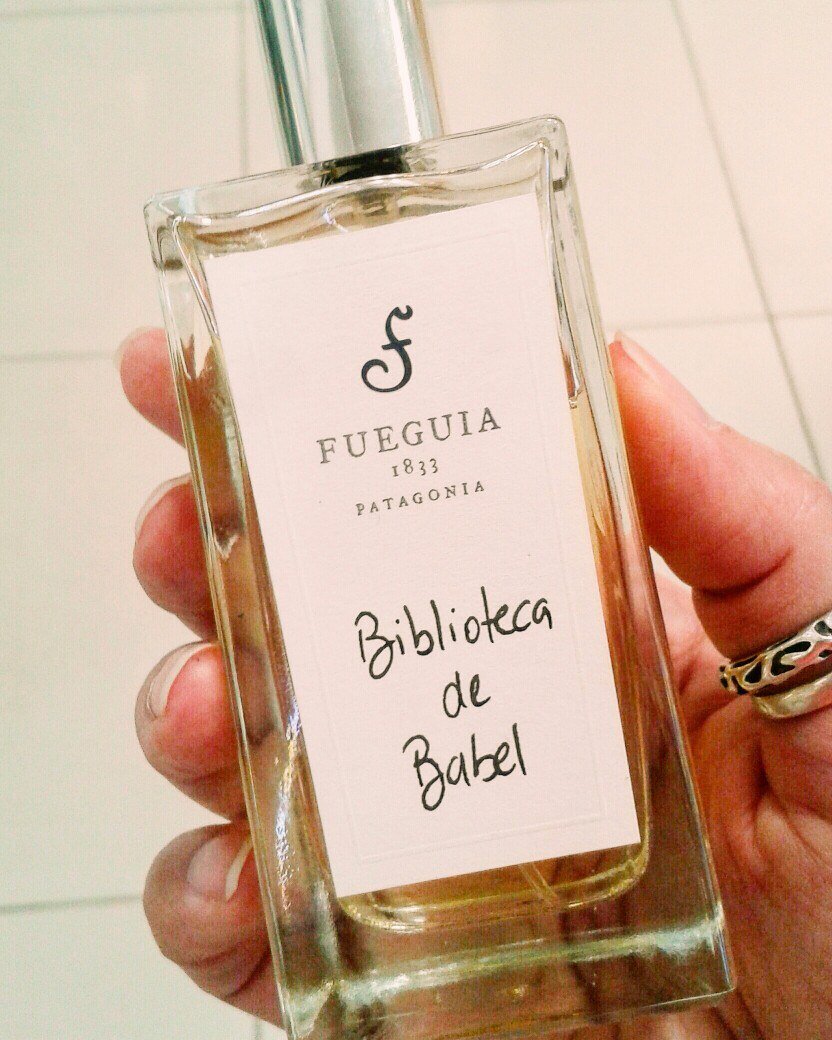 f
FUEGUIA
1833
PATAGONIA
Biblioteca
de
Babel